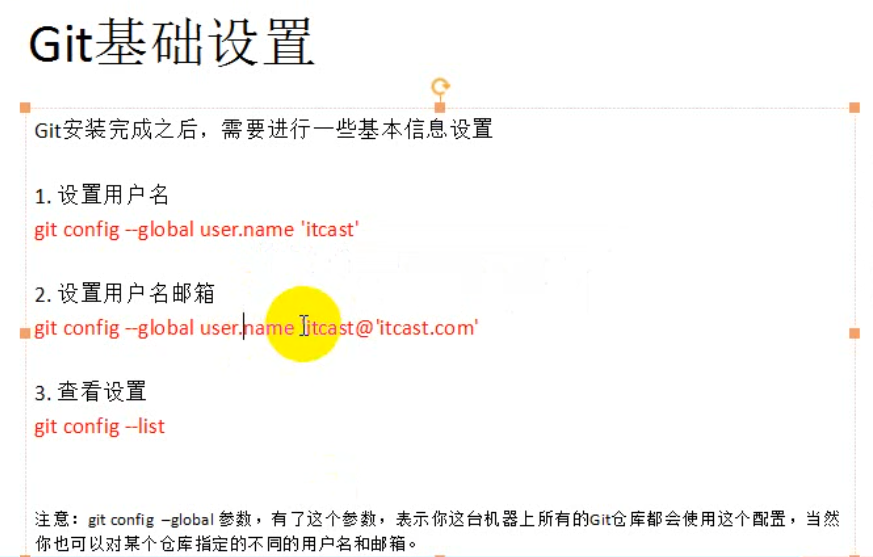 Git基础设置
Git安装完成之后，需要进行一些基本信息设置
1. 设置用户名
git config --global user.name 'itcast'
2. 设置用户名邮箱
git config --global user.name 'itcast@'itcast.com'
3. 查看设置
git config --list
注意：git config –global 参数，有了这个参数，表示你这台机器上所有的Git仓库都会使用这个配置，当然
你也可以对某个仓库指定的不同的用户名和邮箱。